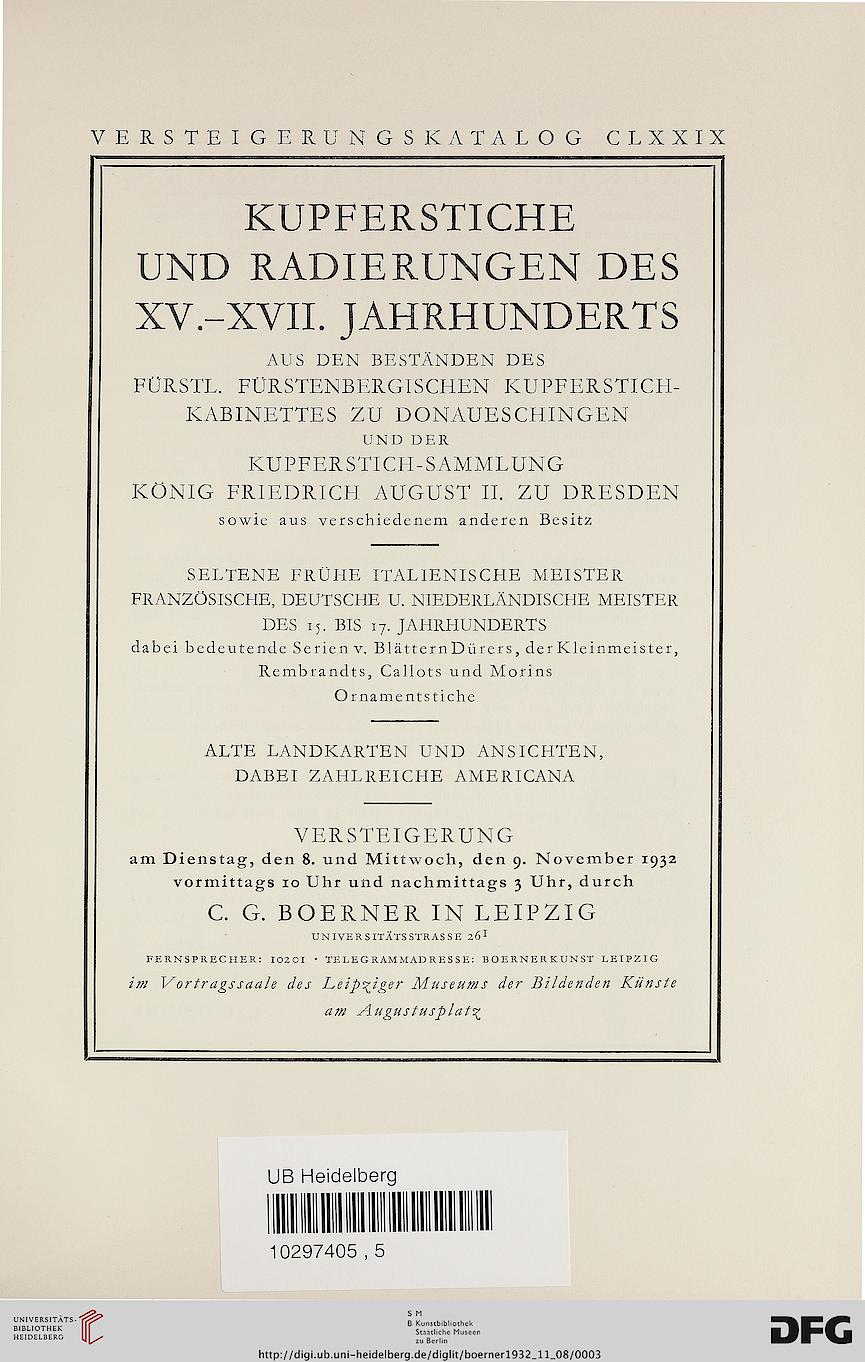 VERSTEIGERUNGSKATALOG CLXXIX
KUPFERSTICHE
UND RADIERUNGEN DES
XV.–XVII. JAHRHUNDERTS
AUS DEN BESTÄNDEN DES
FÜRSTL. FÜRSTENBERGISCHEN KUPFERSTICH-
KABINETTES ZU DONAUESCHINGEN
UND DER
KUPFERSTICH-SAMMLUNG
KÖNIG FRIEDRICH AUGUST II. ZU DRESDEN
sowie aus verschiedenem anderen Besitz
SELTENE FRÜHE ITALIENISCHE MEISTER
FRANZÖSISCHE, DEUTSCHE U. NIEDERLÄNDISCHE MEISTER
DES 15. BIS 17. JAHRHUNDERTS
dabei bedeutende Serien v. Blättern Dürers, der Kleinmeister,
Rembrandts, Callots und Morins
Ornamentstiche
ALTE LANDKARTEN UND ANSICHTEN,
DABEI ZAHLREICHE AMERICANA
VERSTEIGERUNG
am Dienstag, den 8. und Mittwoch, den 9. November 1932
vormittags 10 Uhr und nachmittags 3 Uhr, durch
C. G. BOERNER IN LEIPZIG
UNIVERSITÄTSSTRASSE 26¹
FERNSPRECHER: 10201 · TELEGRAMMADRESSE: BOERNERKUNST LEIPZIG
im Vortragssaale des Leipziger Museums der Bildenden Künste
am Augustusplatz
UB Heidelberg
10297405 , 5
UNIVERSITÄTS-
BIBLIOTHEK
HEIDELBERG
S M
B Kunstbibliothek
Staatliche Museen
zu Berlin
DFG
http://digi.ub.uni-heidelberg.de/diglit/boerner1932_11_08/0003